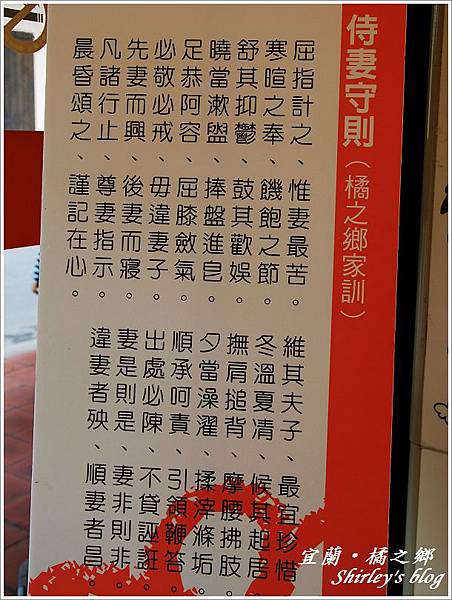 侍妻守則（橘之鄉家訓）
屈指計之、惟妻最苦。
寒暄之奉、饑飽之節。
舒其抑鬱、鼓其歡娛。
曉當漱盥、捧盤進皂。
足恭阿容、屈膝斂氣。
必敬必戒、毋違妻子。
先妻而興、後妻而寢。
凡諸行止、尊妻指示。
晨昏頌之、謹記在心。
維其夫子、最宜珍惜。
冬溫夏凊、候其起居。
撫肩搥背、摩腰拂肢。
夕當澡濯、揉滓滌垢。
順承呵責、引領鞭笞。
出處必陳、不貸誣誑。
妻是則是、妻非則非。
違妻者殃、順妻者昌。
宜蘭·橘之鄉
Shirley's blog